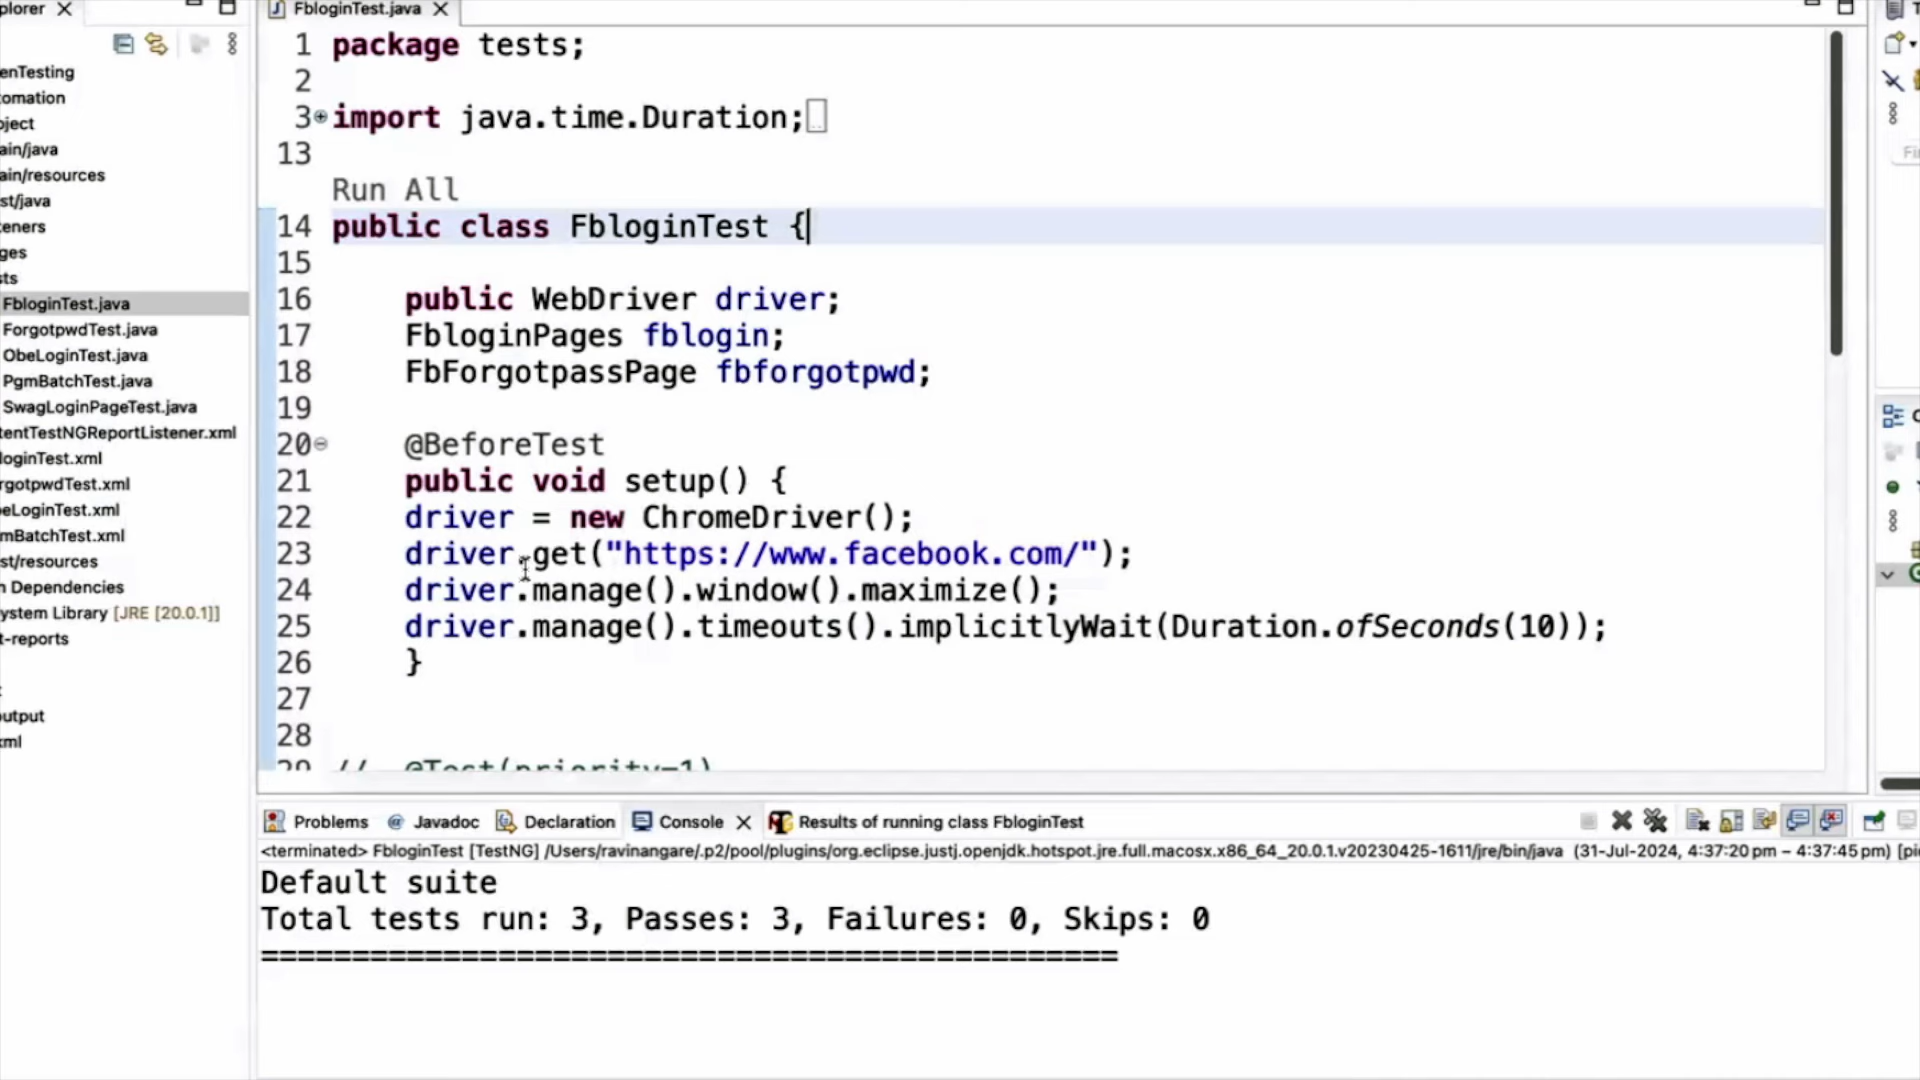 plorer
enTesting
omation
oject
ain/java
ain/resources
st/java
eners
ges
sts
FbloginTest.java
ForgotpwdTest.java
ObeLoginTest.java
PgmBatchTest.java
SwagLoginPageTest.java
tentTestNGReportListener.xml
loginTest.xml
rgotpwdTest.xml
eLoginTest.xml
mBatchTest.xml
st/resources
n Dependencies
ystem Library [JRE [20.0.1]]
t-reports
utput
xml
FbloginTest.java
1 package tests;
2
3 import java.time.Duration;
13
Run All
14 public class FbloginTest {
15
16 public WebDriver driver;
17 FbloginPages fblogin;
18 FbForgotpassPage fbforgotpwd;
19
20 @BeforeTest
21 public void setup() {
22 driver = new ChromeDriver();
23 driver.get("https://www.facebook.com/");
24 driver.manage().window().maximize();
25 driver.manage().timeouts().implicitlyWait(Duration.ofSeconds(10));
26 }
27
28
29 // @Test(priority=1)
Problems @ Javadoc Declaration Console Results of running class FbloginTest
<terminated> FbloginTest [TestNG] /Users/ravinangare/.p2/pool/plugins/org.eclipse.justj.openjdk.hotspot.jre.full.macosx.x86_64_20.0.1.v20230425-1611/jre/bin/java (31-Jul-2024, 4:37:20 pm – 4:37:45 pm) [pi
Default suite
Total tests run: 3, Passes: 3, Failures: 0, Skips: 0
===============================================